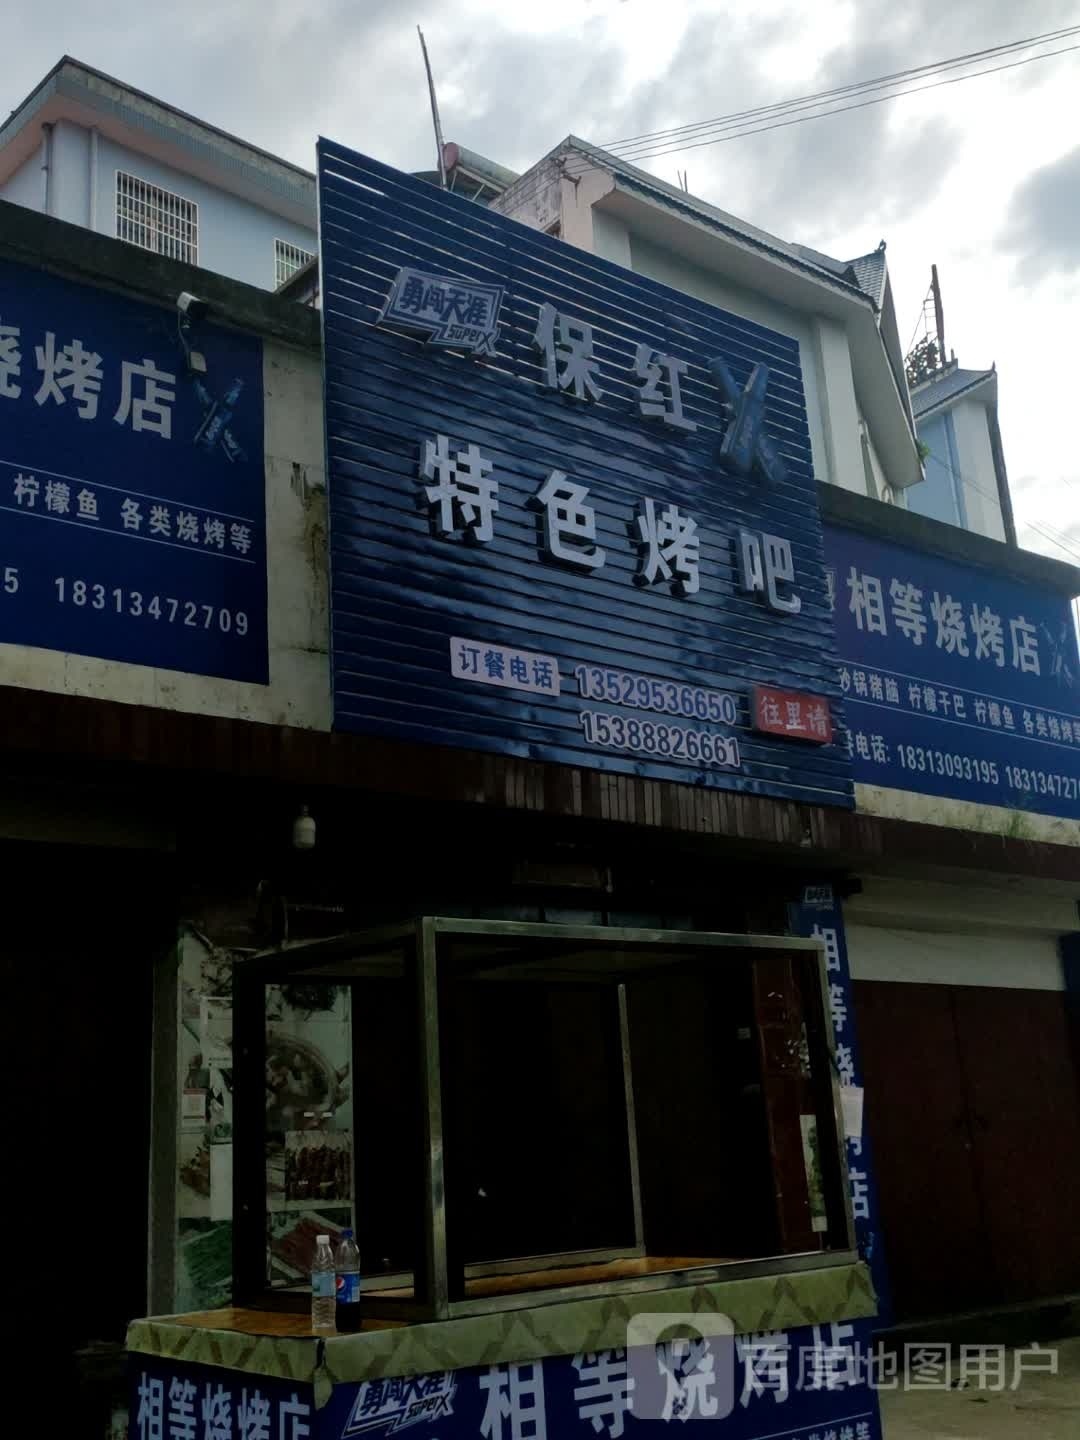 烧烤店
柠檬鱼 各类烧烤等
5 18313472709
勇闯天涯
superX
保红
特色烤吧
订餐电话 13529536650
15388826661
往里请
相等烧烤店
砂锅猪脑 柠檬干巴 柠檬鱼 各类烧烤等
餐电话: 18313093195 1831347270
相等烧烤店
相等烧烤店
勇闯天涯
superX
相等烧烤店
百度地图用户